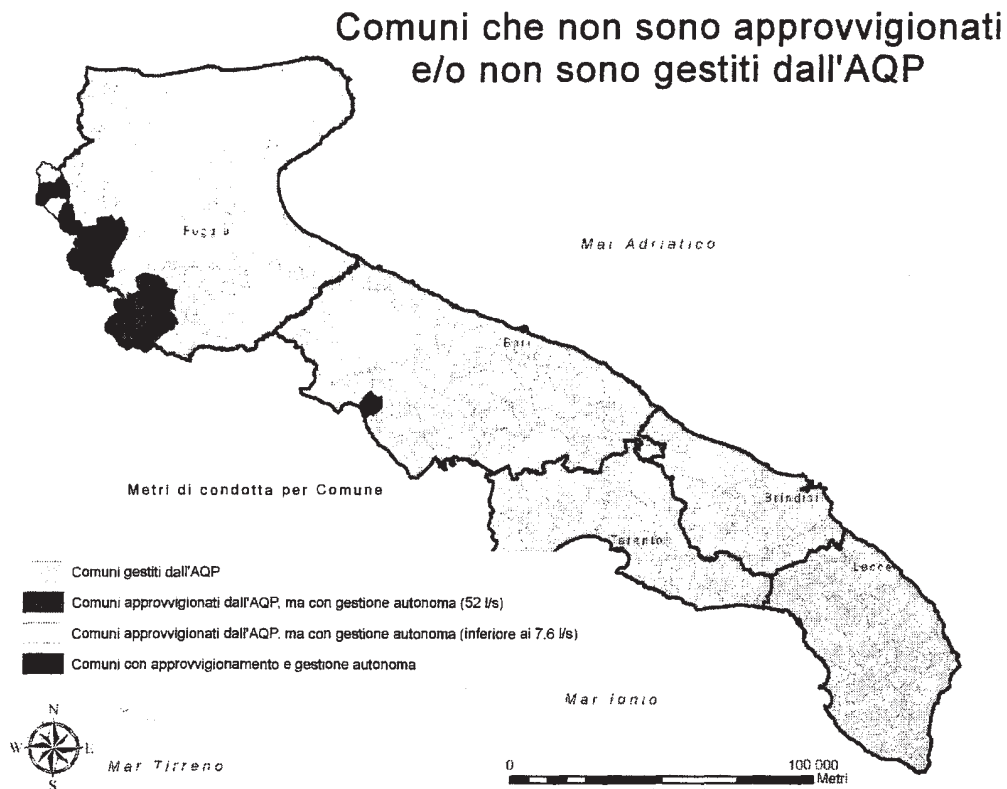 Comuni che non sono approvvigionati
e/o non sono gestiti dall'AQP
Foggia
Mar Adriatico
Bari
Metri di condotta per Comune
Brindisi
Taranto
Lecce
Comuni gestiti dall'AQP
Comuni approvvigionati dall'AQP, ma con gestione autonoma (52 l/s)
Comuni approvvigionati dall'AQP. ma con gestione autonoma (inferiore ai 7.6 l/s)
Comuni con approvvigionamento e gestione autonoma
Mar Ionio
N
W E
S
Mar Tirreno
0 100 000
Metri